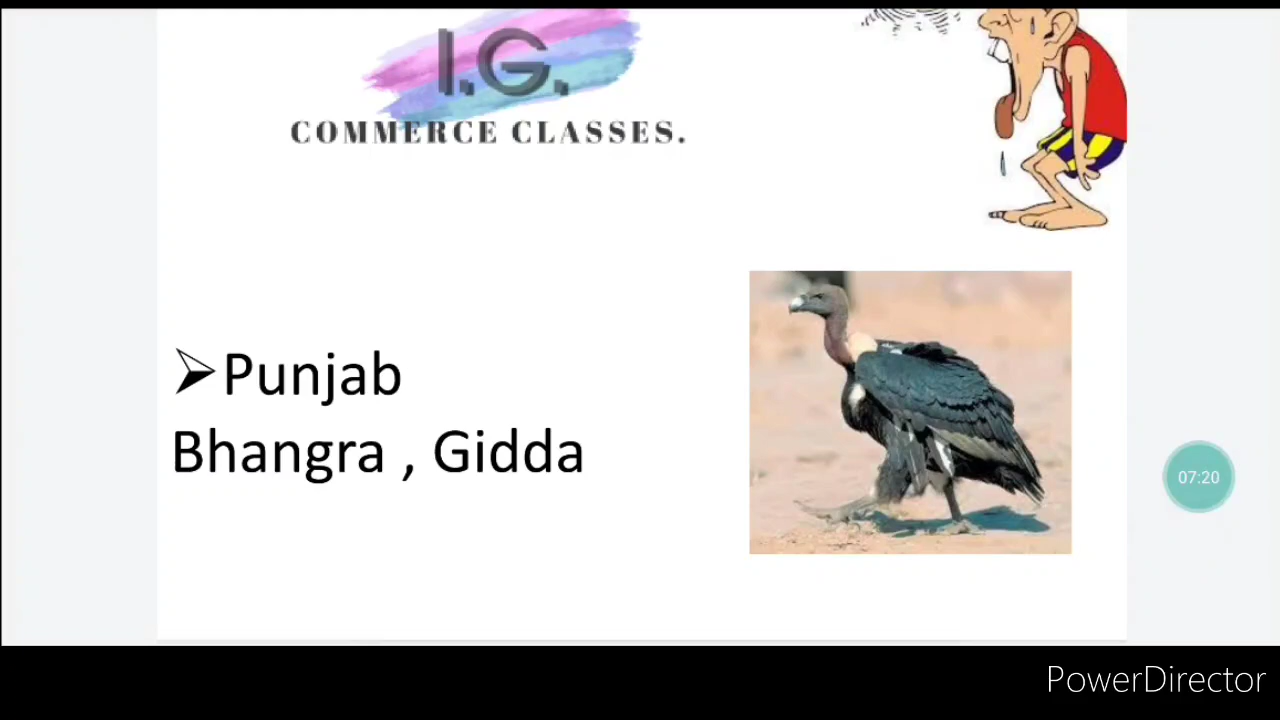 I.G.
COMMERCE CLASSES.
Punjab
Bhangra , Gidda
07:20
PowerDirector